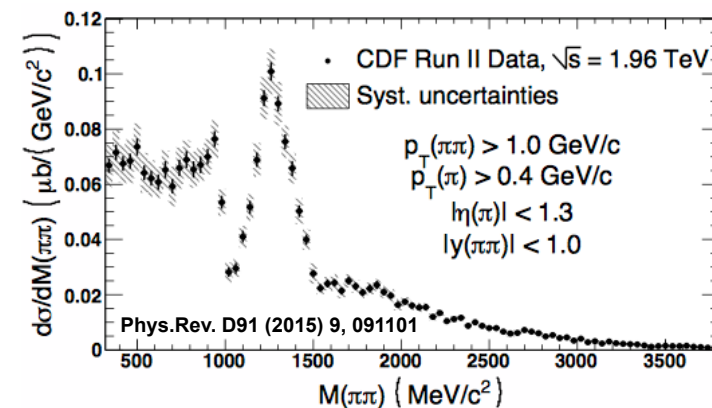 dσ/dM(ππ) { μb/{ GeV/c² }}
0.12
0.1
0.08
0.06
0.04
0.02
0
CDF Run II Data, √s = 1.96 TeV
Syst. uncertainties
p_T(ππ) > 1.0 GeV/c
p_T(π) > 0.4 GeV/c
|η(π)| < 1.3
|y(ππ)| < 1.0
Phys.Rev. D91 (2015) 9, 091101
500 1000 1500 2000 2500 3000 3500
M(ππ) { MeV/c² }